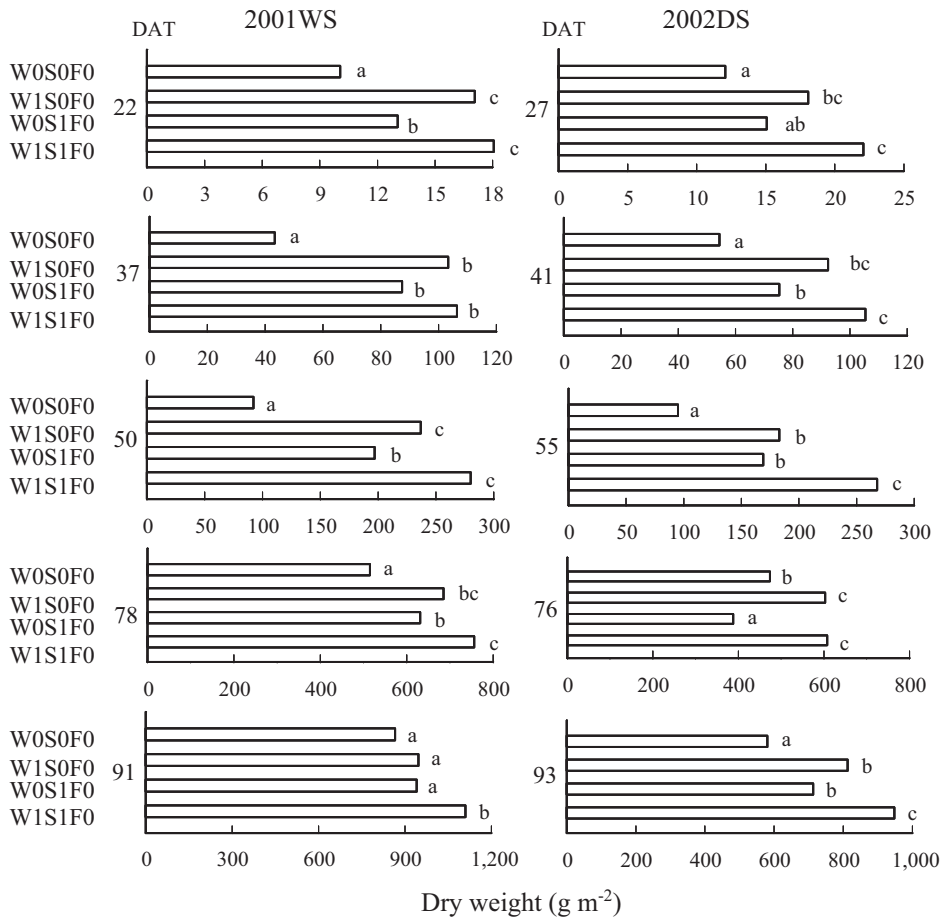 2001WS 2002DS
DAT DAT
W0S0F0 a a
W1S0F0 c bc
22 27
W0S1F0 b ab
W1S1F0 c c
0 3 6 9 12 15 18 0 5 10 15 20 25
W0S0F0 a a
W1S0F0 b bc
37 41
W0S1F0 b b
W1S1F0 b c
0 20 40 60 80 100 120 0 20 40 60 80 100 120
W0S0F0 a a
W1S0F0 c b
50 55
W0S1F0 b b
W1S1F0 c c
0 50 100 150 200 250 300 0 50 100 150 200 250 300
W0S0F0 a b
W1S0F0 bc c
78 76
W0S1F0 b a
W1S1F0 c c
0 200 400 600 800 0 200 400 600 800
W0S0F0 a a
W1S0F0 a b
91 93
W0S1F0 a b
W1S1F0 b c
0 300 600 900 1,200 0 200 400 600 800 1,000
Dry weight (g m⁻²)